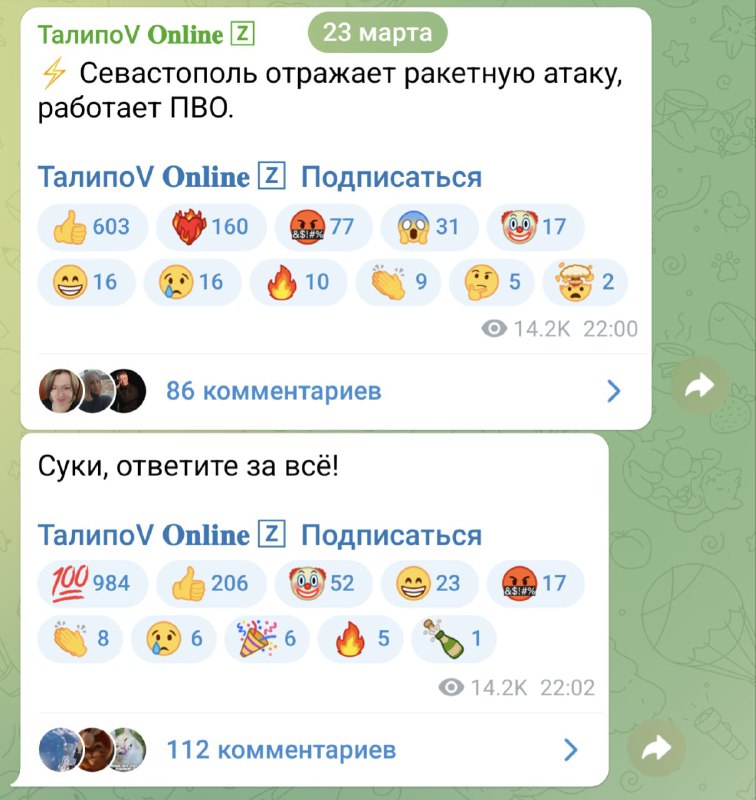 ТалипоV Online Z
23 марта
⚡ Севастополь отражает ракетную атаку,
работает ПВО.
ТалипоV Online Z Подписаться
603 160 77 31 17
16 16 10 9 5 2
14.2K 22:00
86 комментариев
Суки, ответите за всё!
ТалипоV Online Z Подписаться
💯 984 206 52 23 &$!#% 17
8 6 6 5 1
14.2K 22:02
112 комментариев